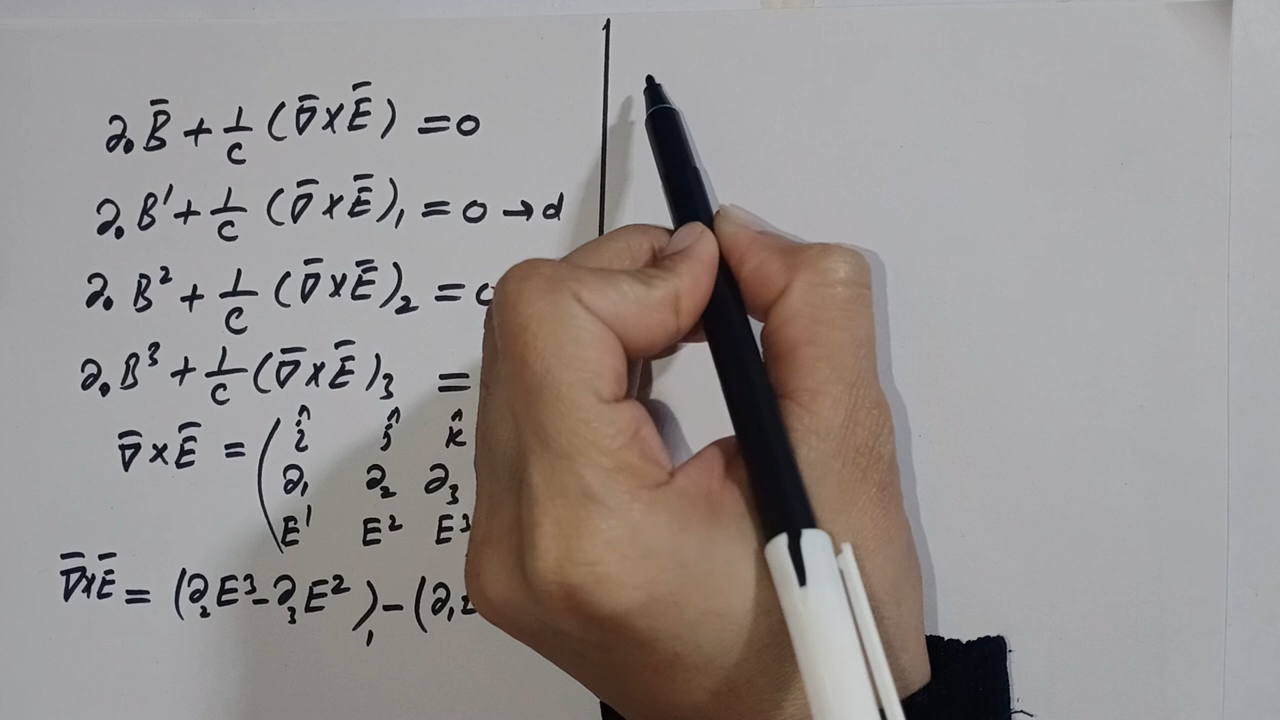 ∂₀B̄ + 1/c (∇̄×Ē) = 0
∂₀B¹ + 1/c (∇̄×Ē)₁ = 0 → d
∂₀B² + 1/c (∇̄×Ē)₂ =
∂₀B³ + 1/c (∇̄×Ē)₃ =
∇̄×Ē = ( î ĵ k̂
∂₁ ∂₂ ∂₃
E¹ E² E³
∇̄×Ē = (∂₂E³-∂₃E²)₁ - (∂₁